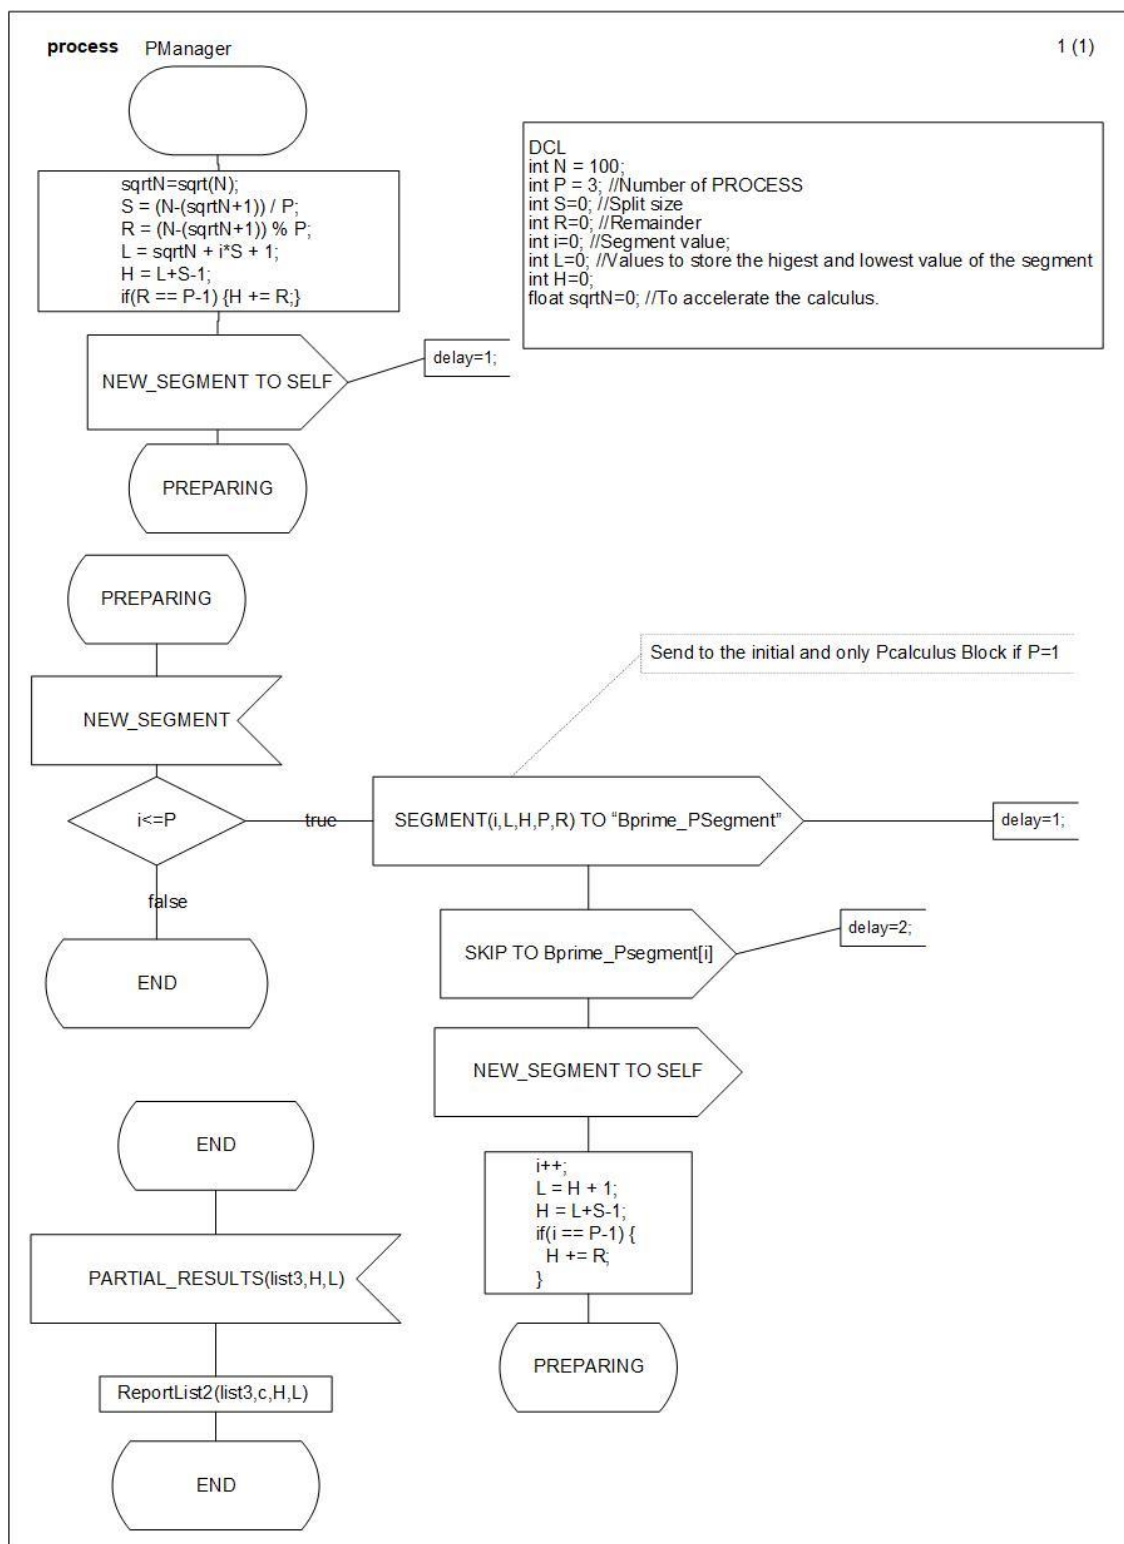 process PManager
1 (1)
sqrtN=sqrt(N);
S = (N-(sqrtN+1)) / P;
R = (N-(sqrtN+1)) % P;
L = sqrtN + i*S + 1;
H = L+S-1;
if(R == P-1) {H += R;}
DCL
int N = 100;
int P = 3; //Number of PROCESS
int S=0; //Split size
int R=0; //Remainder
int i=0; //Segment value;
int L=0; //Values to store the higest and lowest value of the segment
int H=0;
float sqrtN=0; //To accelerate the calculus.
NEW_SEGMENT TO SELF
delay=1;
PREPARING
PREPARING
NEW_SEGMENT
i<=P
true
false
END
Send to the initial and only Pcalculus Block if P=1
SEGMENT(i,L,H,P,R) TO “Bprime_PSegment”
delay=1;
SKIP TO Bprime_Psegment[i]
delay=2;
NEW_SEGMENT TO SELF
i++;
L = H + 1;
H = L+S-1;
if(i == P-1) {
H += R;
}
PREPARING
END
PARTIAL_RESULTS(list3,H,L)
ReportList2(list3,c,H,L)
END